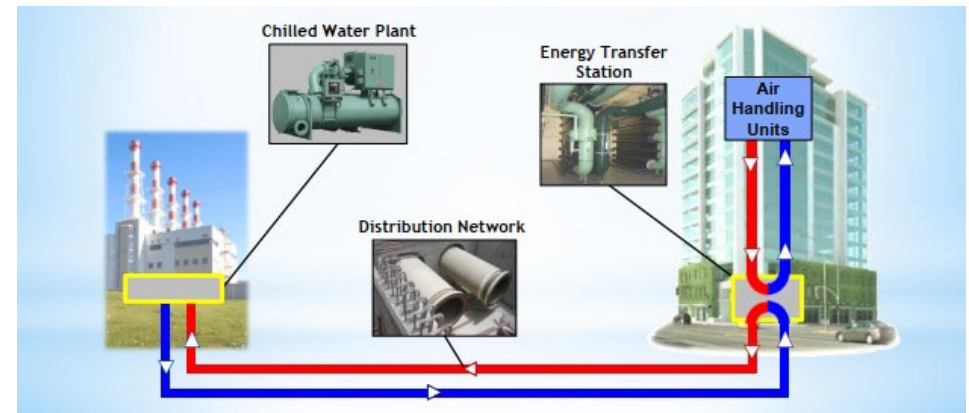 Chilled Water Plant
Energy Transfer
Station
Air
Handling
Units
Distribution Network